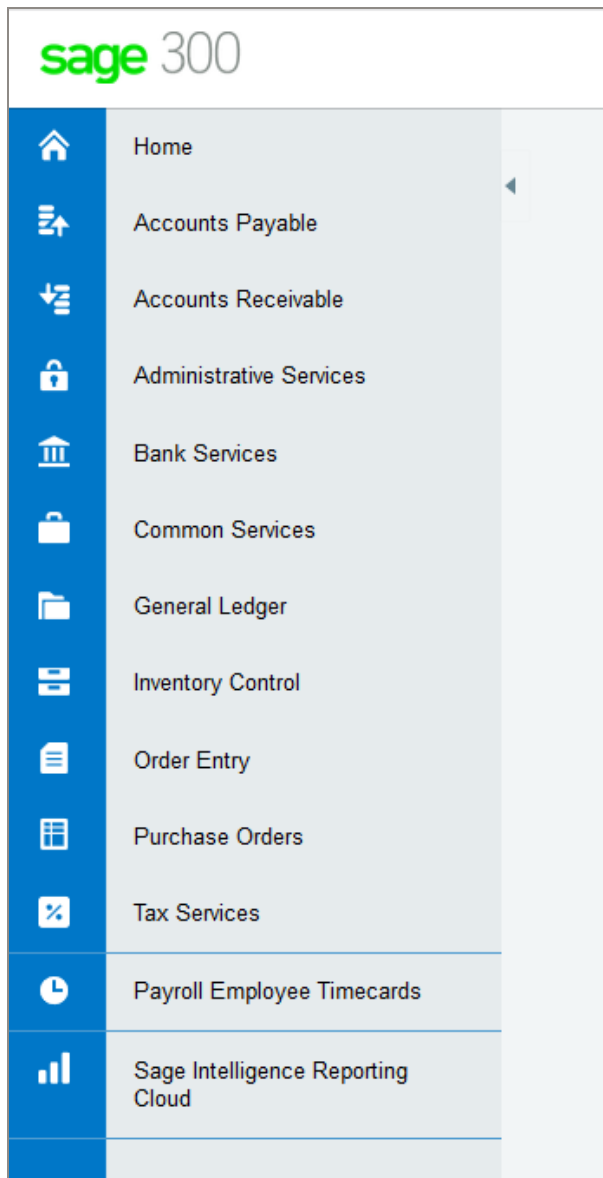 sage 300
Home
Accounts Payable
Accounts Receivable
Administrative Services
Bank Services
Common Services
General Ledger
Inventory Control
Order Entry
Purchase Orders
Tax Services
Payroll Employee Timecards
Sage Intelligence Reporting
Cloud